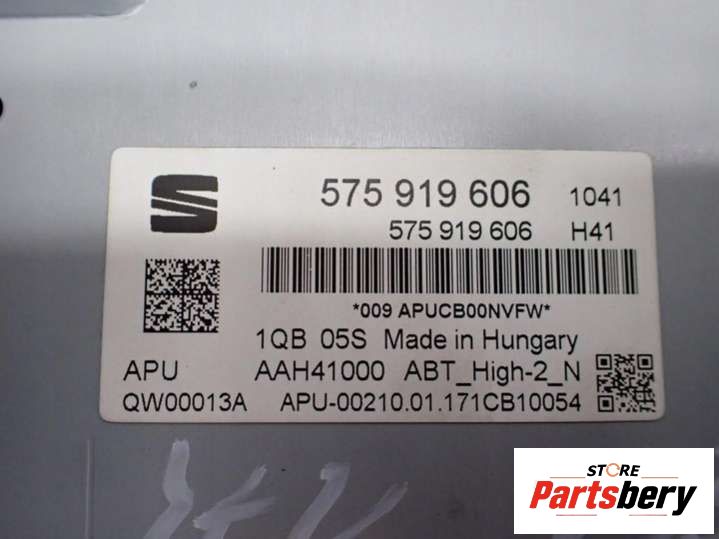 575 919 606 1041
575 919 606 H41
*009 APUCB00NVFW*
1QB 05S Made in Hungary
APU AAH41000 ABT_High-2_N
QW00013A APU-00210.01.171CB10054
STORE
Partsbery